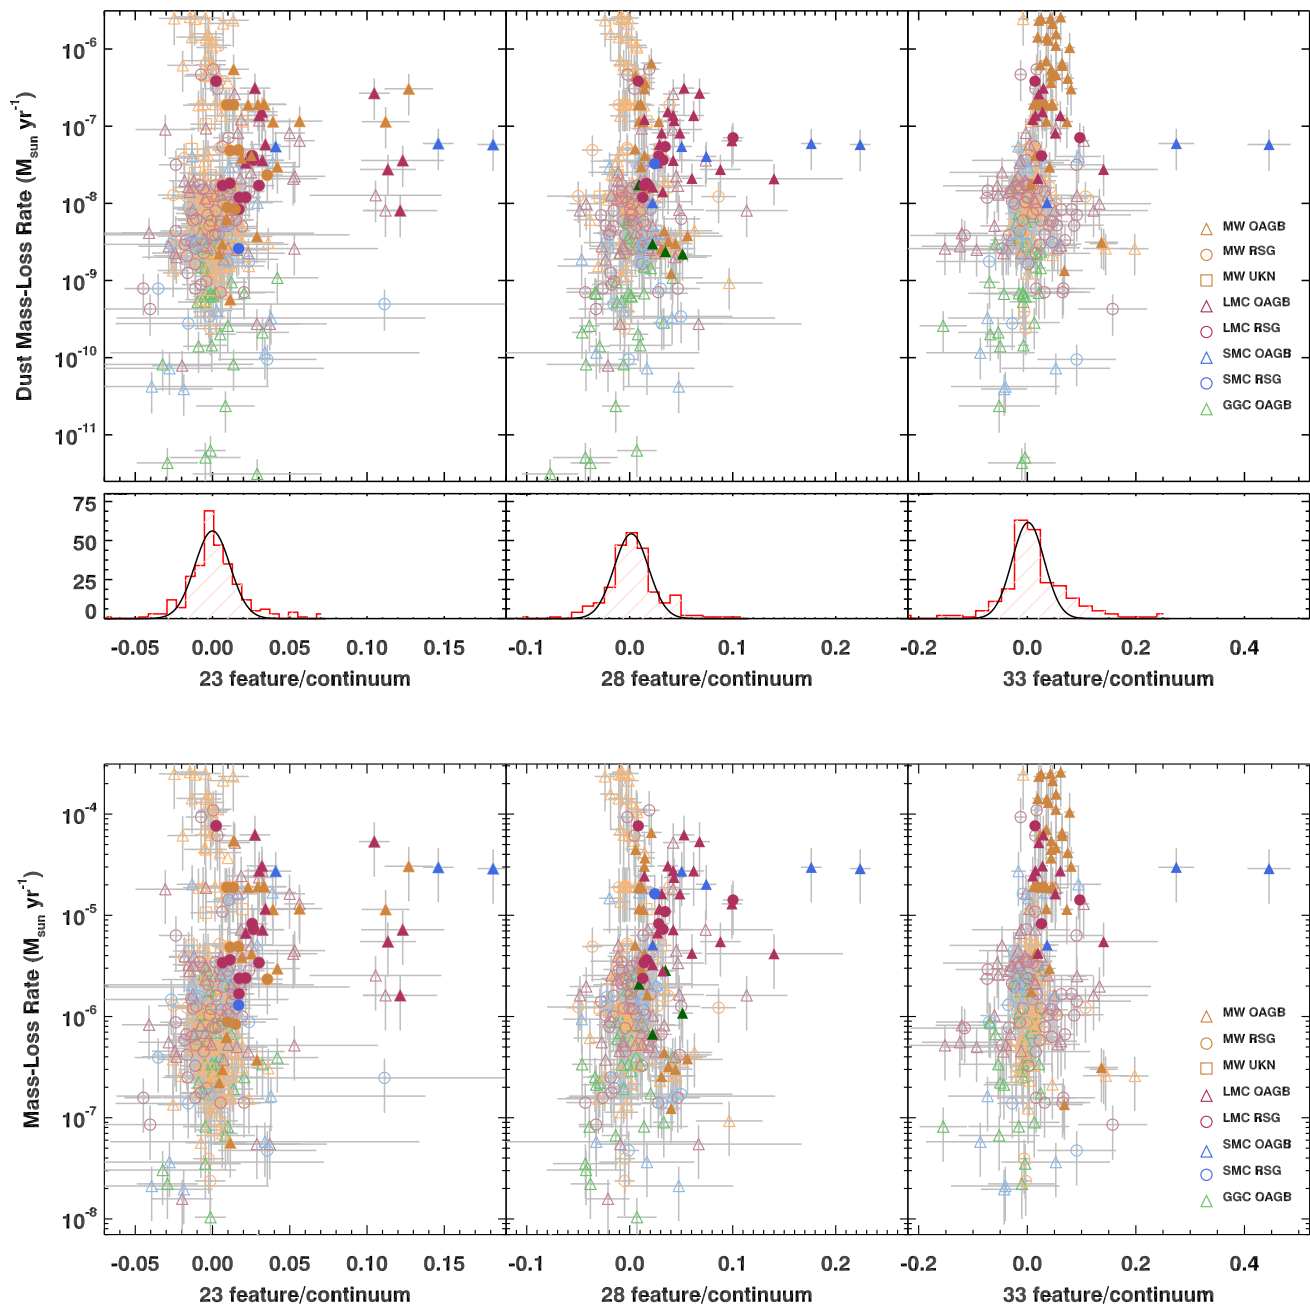 Dust Mass-Loss Rate (Msun yr-1)
10-6
10-7
10-8
10-9
10-10
10-11
MW OAGB
MW RSG
MW UKN
LMC OAGB
LMC RSG
SMC OAGB
SMC RSG
GGC OAGB
75
50
25
0
-0.05 0.00 0.05 0.10 0.15
-0.1 0.0 0.1 0.2
-0.2 0.0 0.2 0.4
23 feature/continuum
28 feature/continuum
33 feature/continuum
Mass-Loss Rate (Msun yr-1)
10-4
10-5
10-6
10-7
10-8
MW OAGB
MW RSG
MW UKN
LMC OAGB
LMC RSG
SMC OAGB
SMC RSG
GGC OAGB
-0.05 0.00 0.05 0.10 0.15
-0.1 0.0 0.1 0.2
-0.2 0.0 0.2 0.4
23 feature/continuum
28 feature/continuum
33 feature/continuum